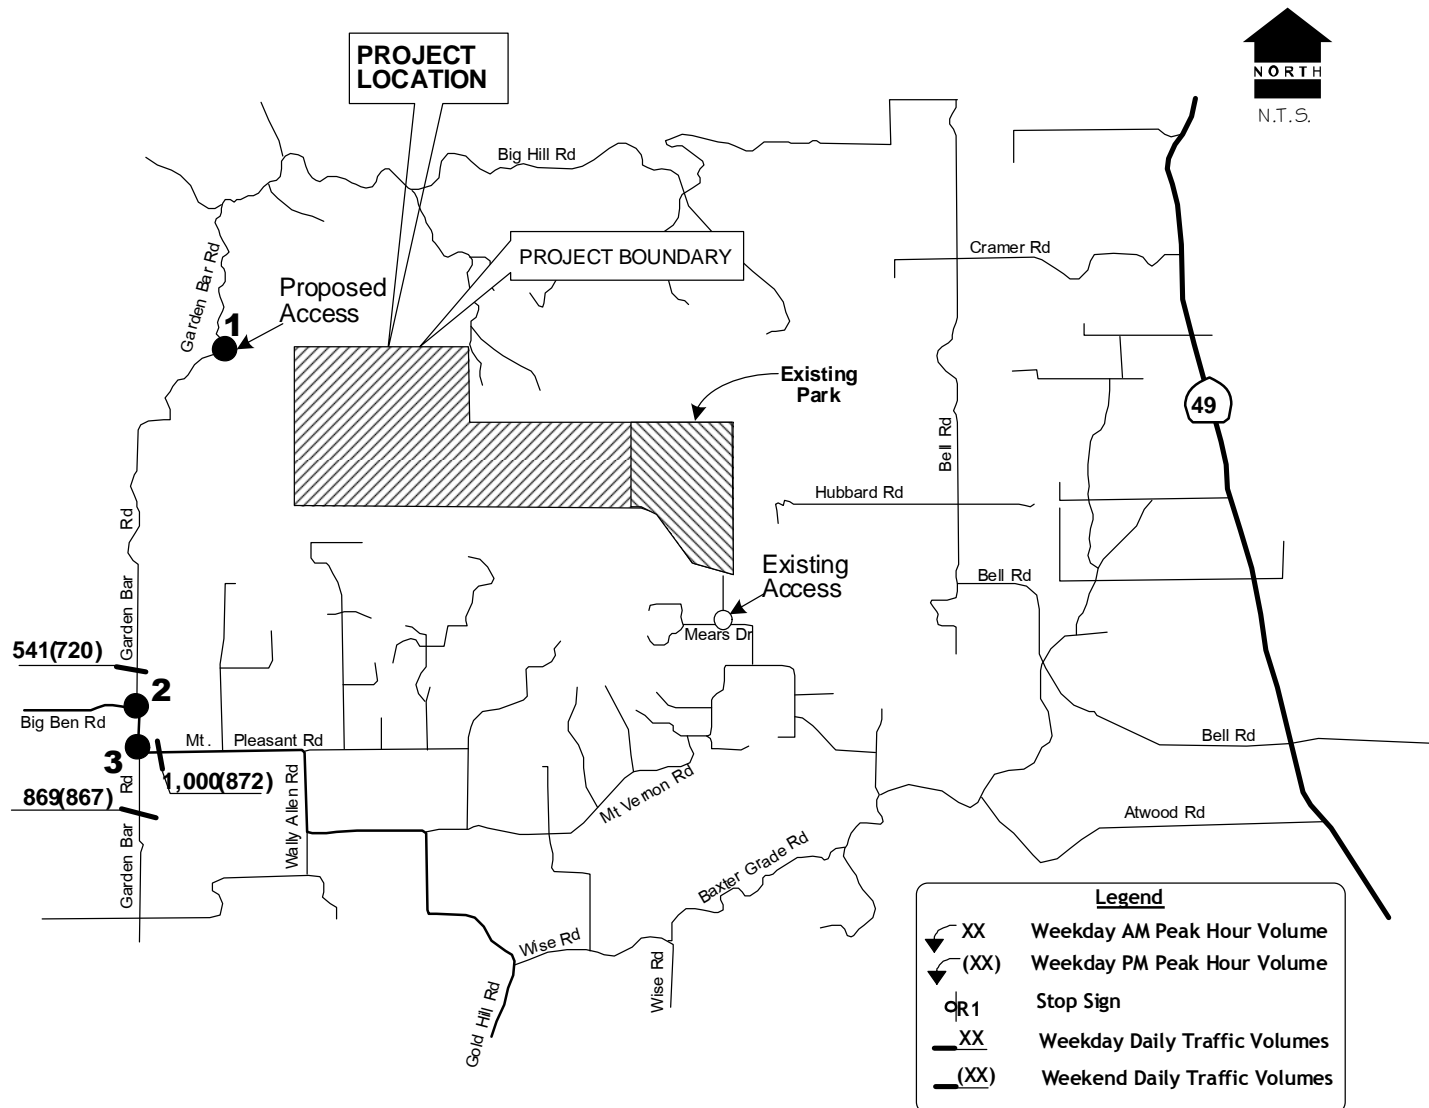 NORTH
N.T.S.
PROJECT
LOCATION
Big Hill Rd
Garden Bar Rd
PROJECT BOUNDARY
Cramer Rd
Proposed
Access
1
Existing
Park
49
Bell Rd
Hubbard Rd
Garden Bar Rd
Existing
Access
Bell Rd
Mears Dr
541(720)
2
Big Ben Rd
Mt. Pleasant Rd
3
1,000(872)
869(867)
Garden Bar Rd
Wally Allen Rd
Mt Vernon Rd
Bell Rd
Atwood Rd
Baxter Grade Rd
Wise Rd
Wise Rd
Gold Hill Rd
Legend
XX Weekday AM Peak Hour Volume
(XX) Weekday PM Peak Hour Volume
R1 Stop Sign
XX Weekday Daily Traffic Volumes
(XX) Weekend Daily Traffic Volumes